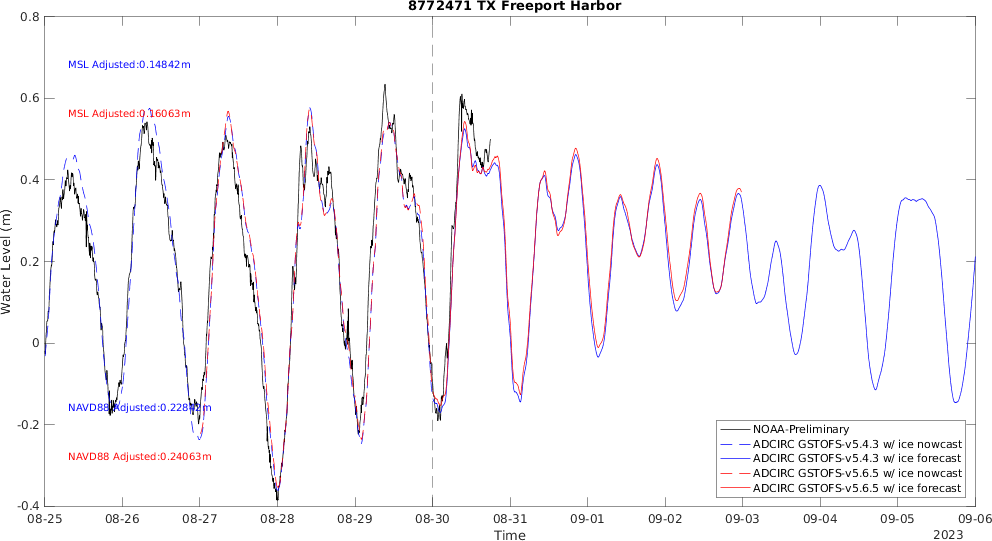 8772471 TX Freeport Harbor
0.8
0.6
0.4
0.2
0
-0.2
-0.4
Water Level (m)
MSL Adjusted:0.14842m
MSL Adjusted:0.16063m
NAVD88 Adjusted:0.22842m
NAVD88 Adjusted:0.24063m
NOAA-Preliminary
ADCIRC GSTOFS-v5.4.3 w/ ice nowcast
ADCIRC GSTOFS-v5.4.3 w/ ice forecast
ADCIRC GSTOFS-v5.6.5 w/ ice nowcast
ADCIRC GSTOFS-v5.6.5 w/ ice forecast
08-25 08-26 08-27 08-28 08-29 08-30 08-31 09-01 09-02 09-03 09-04 09-05 09-06
Time
2023